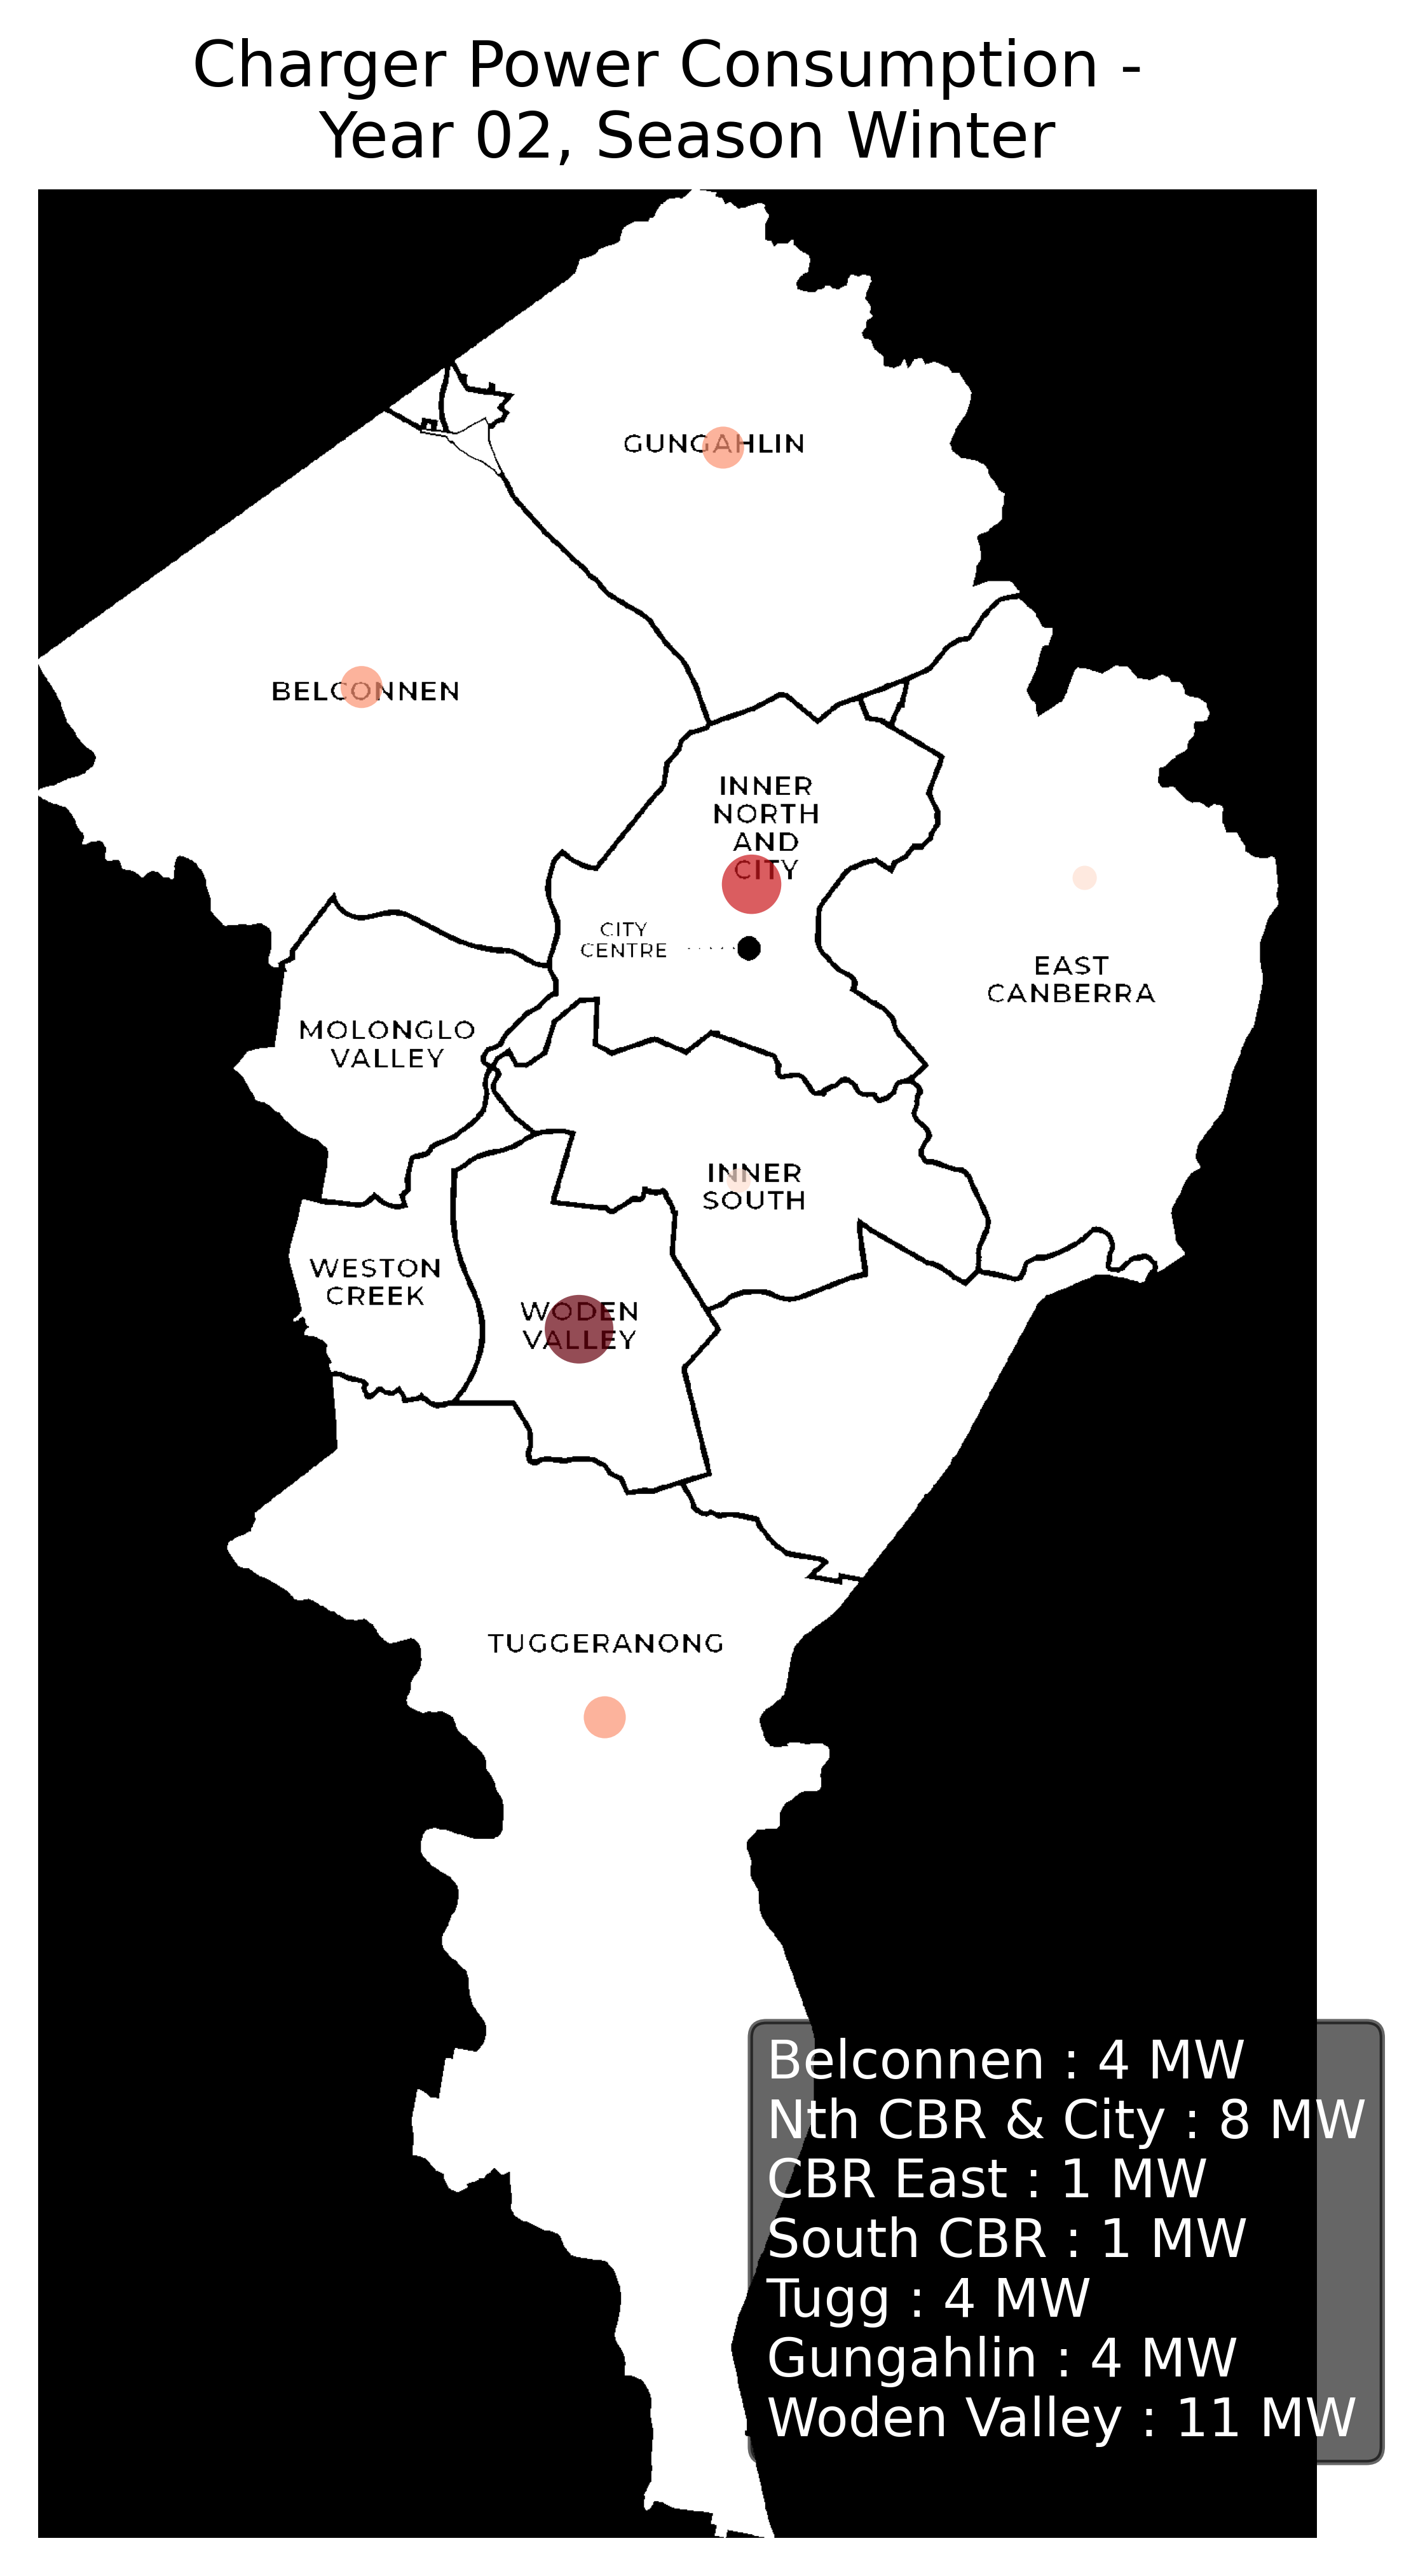 Charger Power Consumption -
Year 02, Season Winter
GUNGAHLIN
BELCONNEN
INNER
NORTH
AND
CITY
CITY
CENTRE
EAST
CANBERRA
MOLONGLO
VALLEY
INNER
SOUTH
WESTON
CREEK
WODEN
VALLEY
TUGGERANONG
Belconnen : 4 MW
Nth CBR & City : 8 MW
CBR East : 1 MW
South CBR : 1 MW
Tugg : 4 MW
Gungahlin : 4 MW
Woden Valley : 11 MW